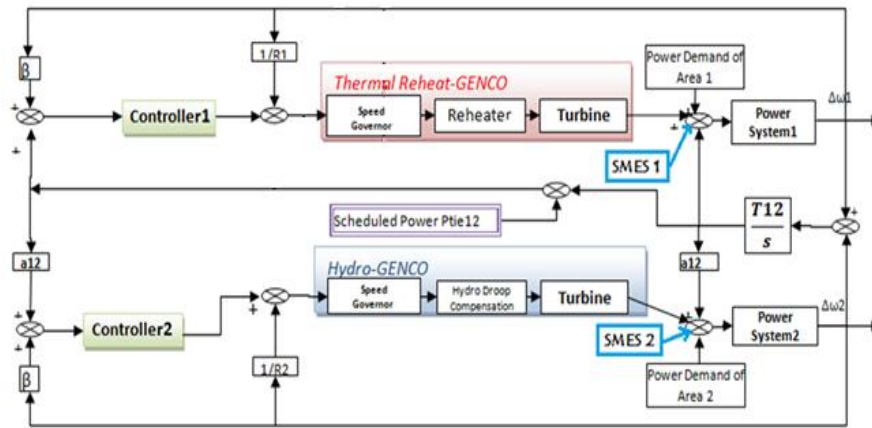 β
1/R1
Thermal Reheat-GENCO
Power Demand of
Area 1
Controller1
Speed
Governor
Reheater
Turbine
Power
System1
Δω1
SMES 1
Scheduled Power Ptie12
T12
s
a12
a12
Hydro-GENCO
Controller2
Speed
Governor
Hydro Droop
Compensation
Turbine
Power
System2
Δω2
SMES 2
β
1/R2
Power Demand of
Area 2